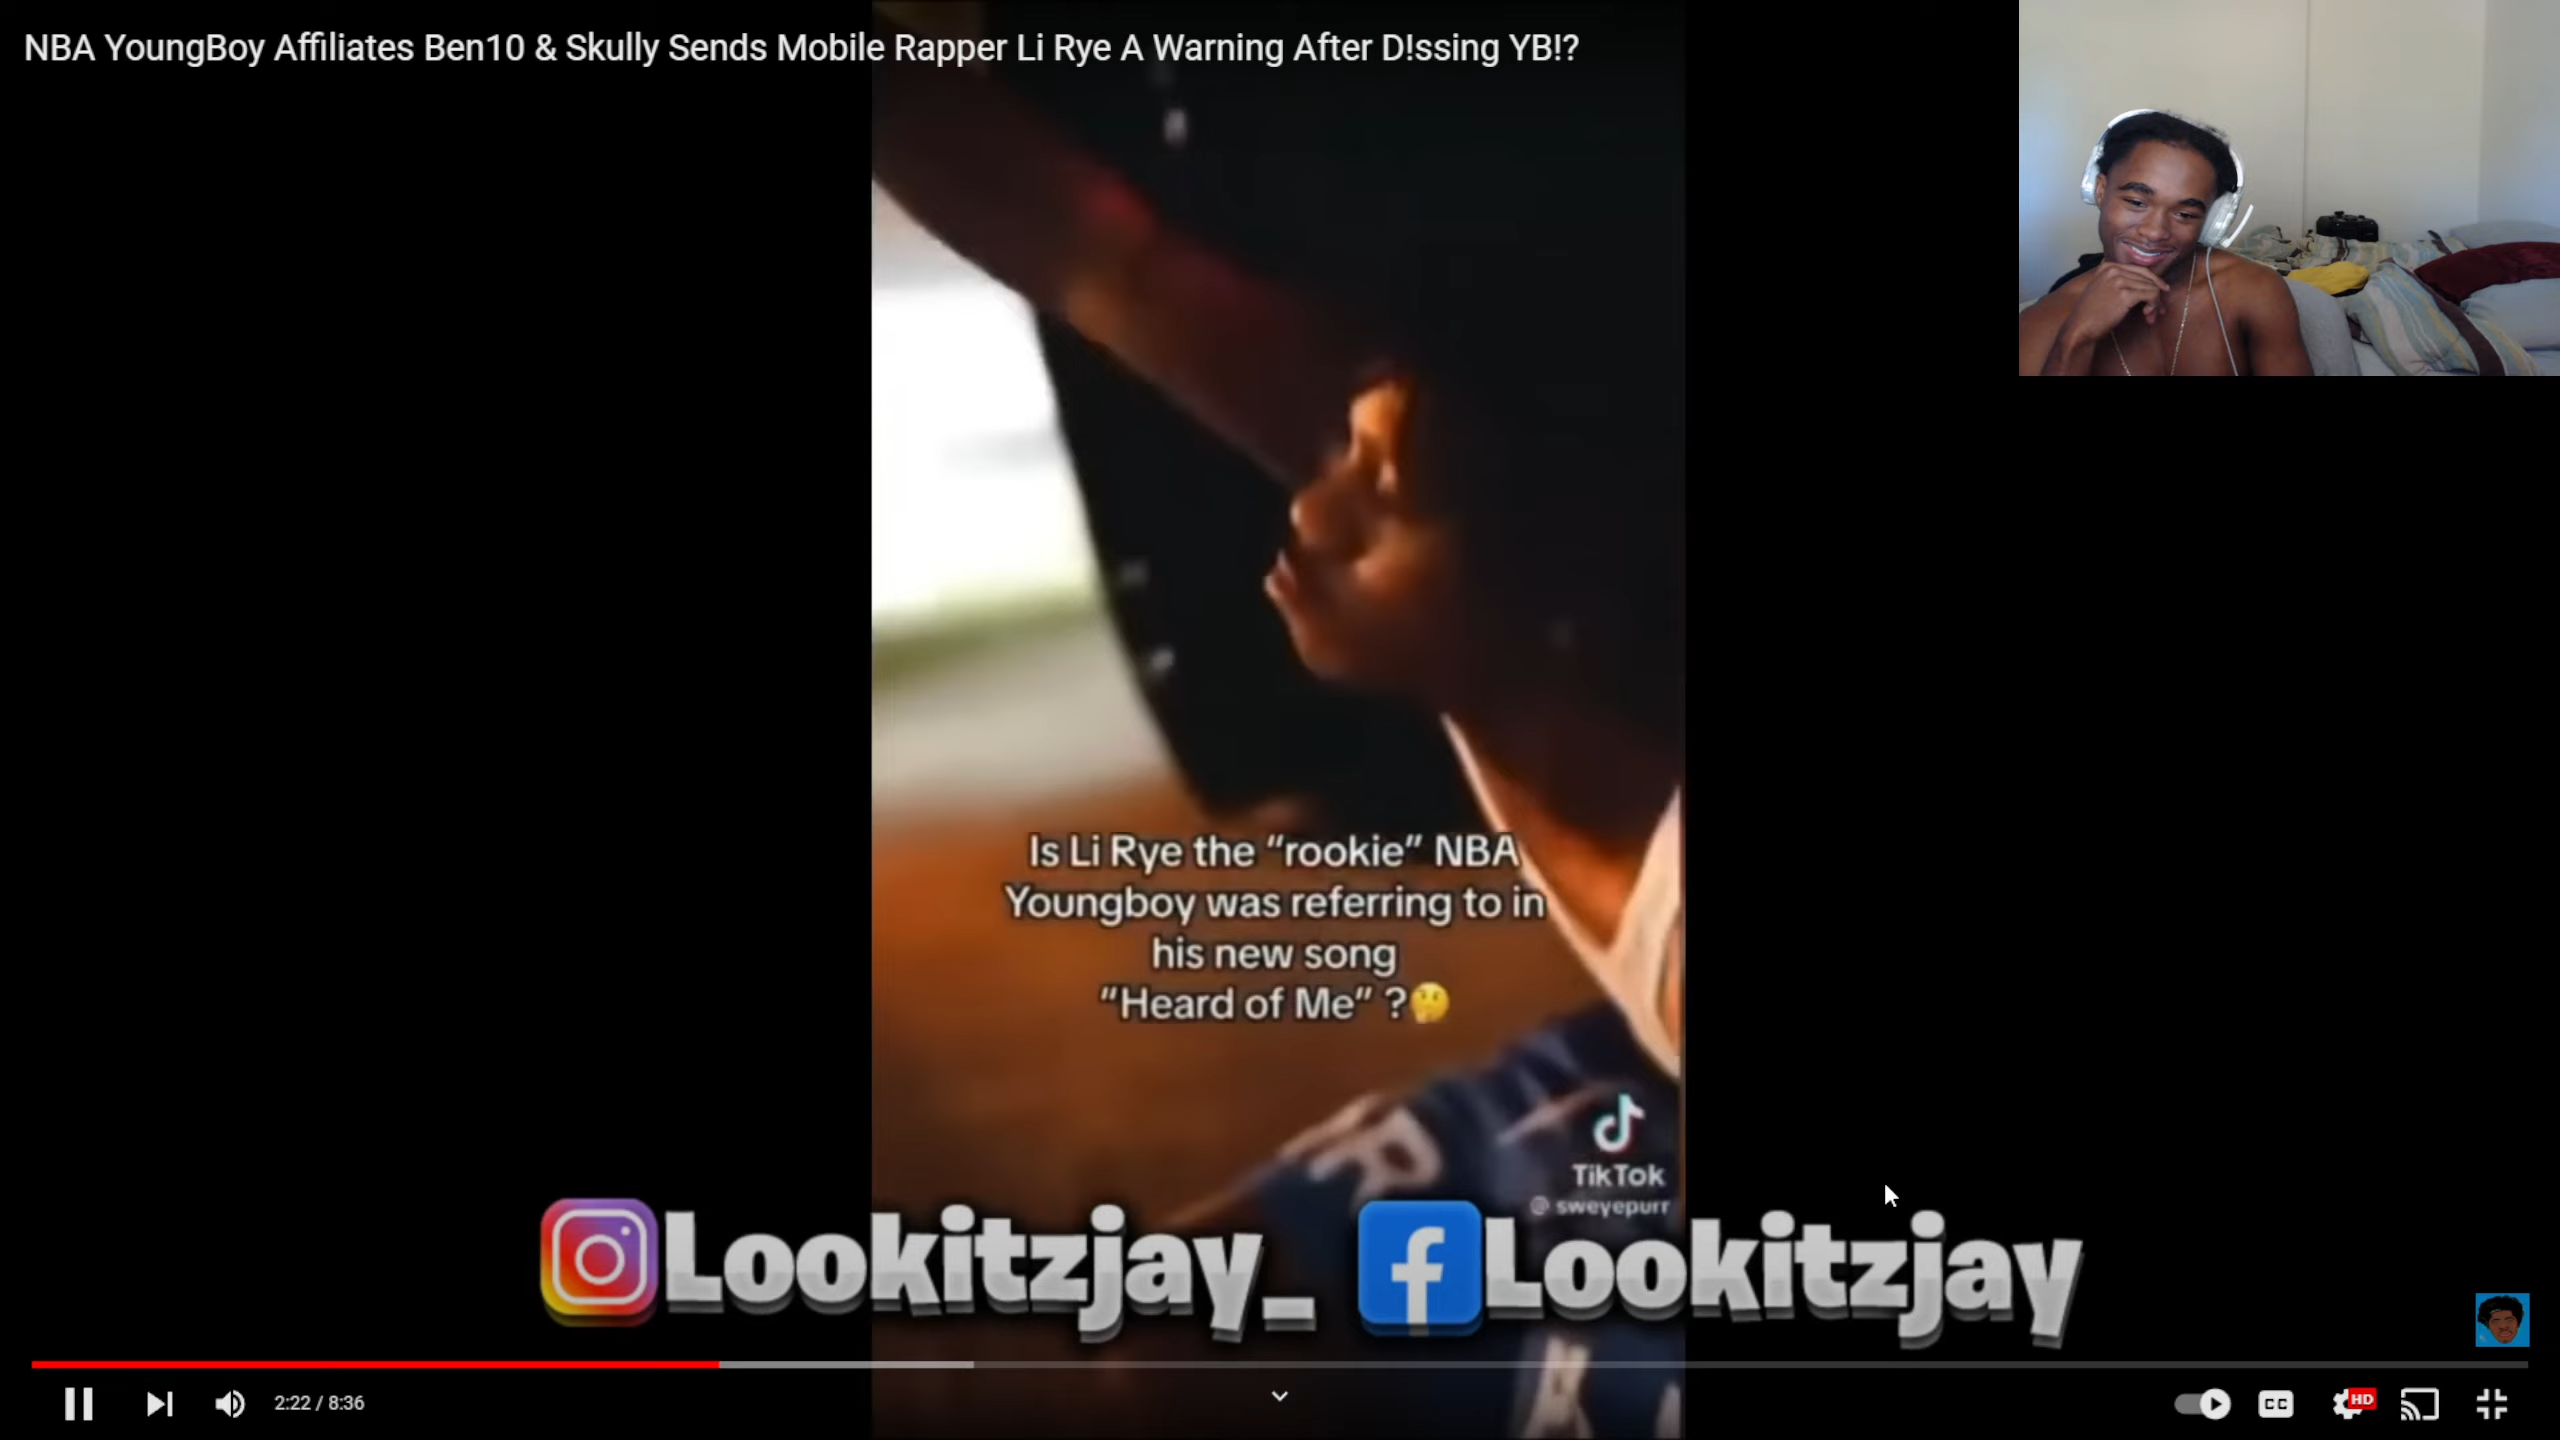 NBA YoungBoy Affiliates Ben10 & Skully Sends Mobile Rapper Li Rye A Warning After D!ssing YB!?
Is Li Rye the “rookie” NBA
Youngboy was referring to in
his new song
“Heard of Me” ?🤔
R
TikTok
@ sweyepurr
Lookitzjay_ Lookitzjay
2:22 / 8:36
CC
HD